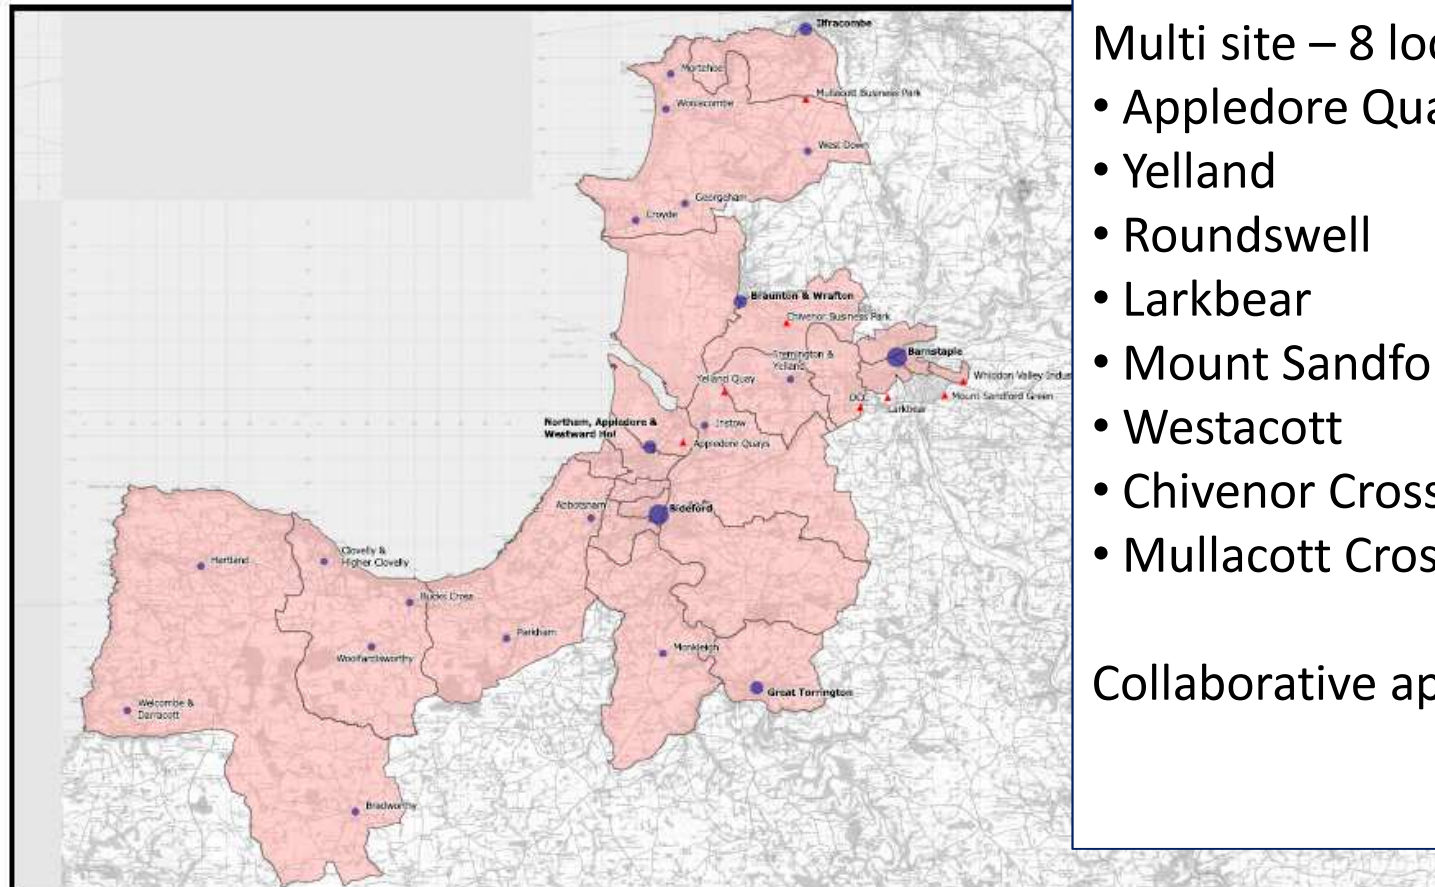 Ilfracombe
Mortehoe
Woolacombe
Mullacott Business Park
West Down
Georgeham
Croyde
Braunton & Wrafton
Chivenor Business Park
Fremington &
Yelland
Barnstaple
Whiddon Valley Indus
Yelland Quay
Mount Sandford Green
Larkbear
Instow
Northam, Appledore &
Westward Ho!
Appledore Quays
Abbotsham
Bideford
Hartland
Clovelly &
Higher Clovelly
Bucks Cross
Parkham
Woolfardisworthy
Monkleigh
Great Torrington
Welcombe &
Darracott
Bradworthy
Multi site – 8 loc
• Appledore Qua
• Yelland
• Roundswell
• Larkbear
• Mount Sandfo
• Westacott
• Chivenor Cross
• Mullacott Cros
Collaborative ap